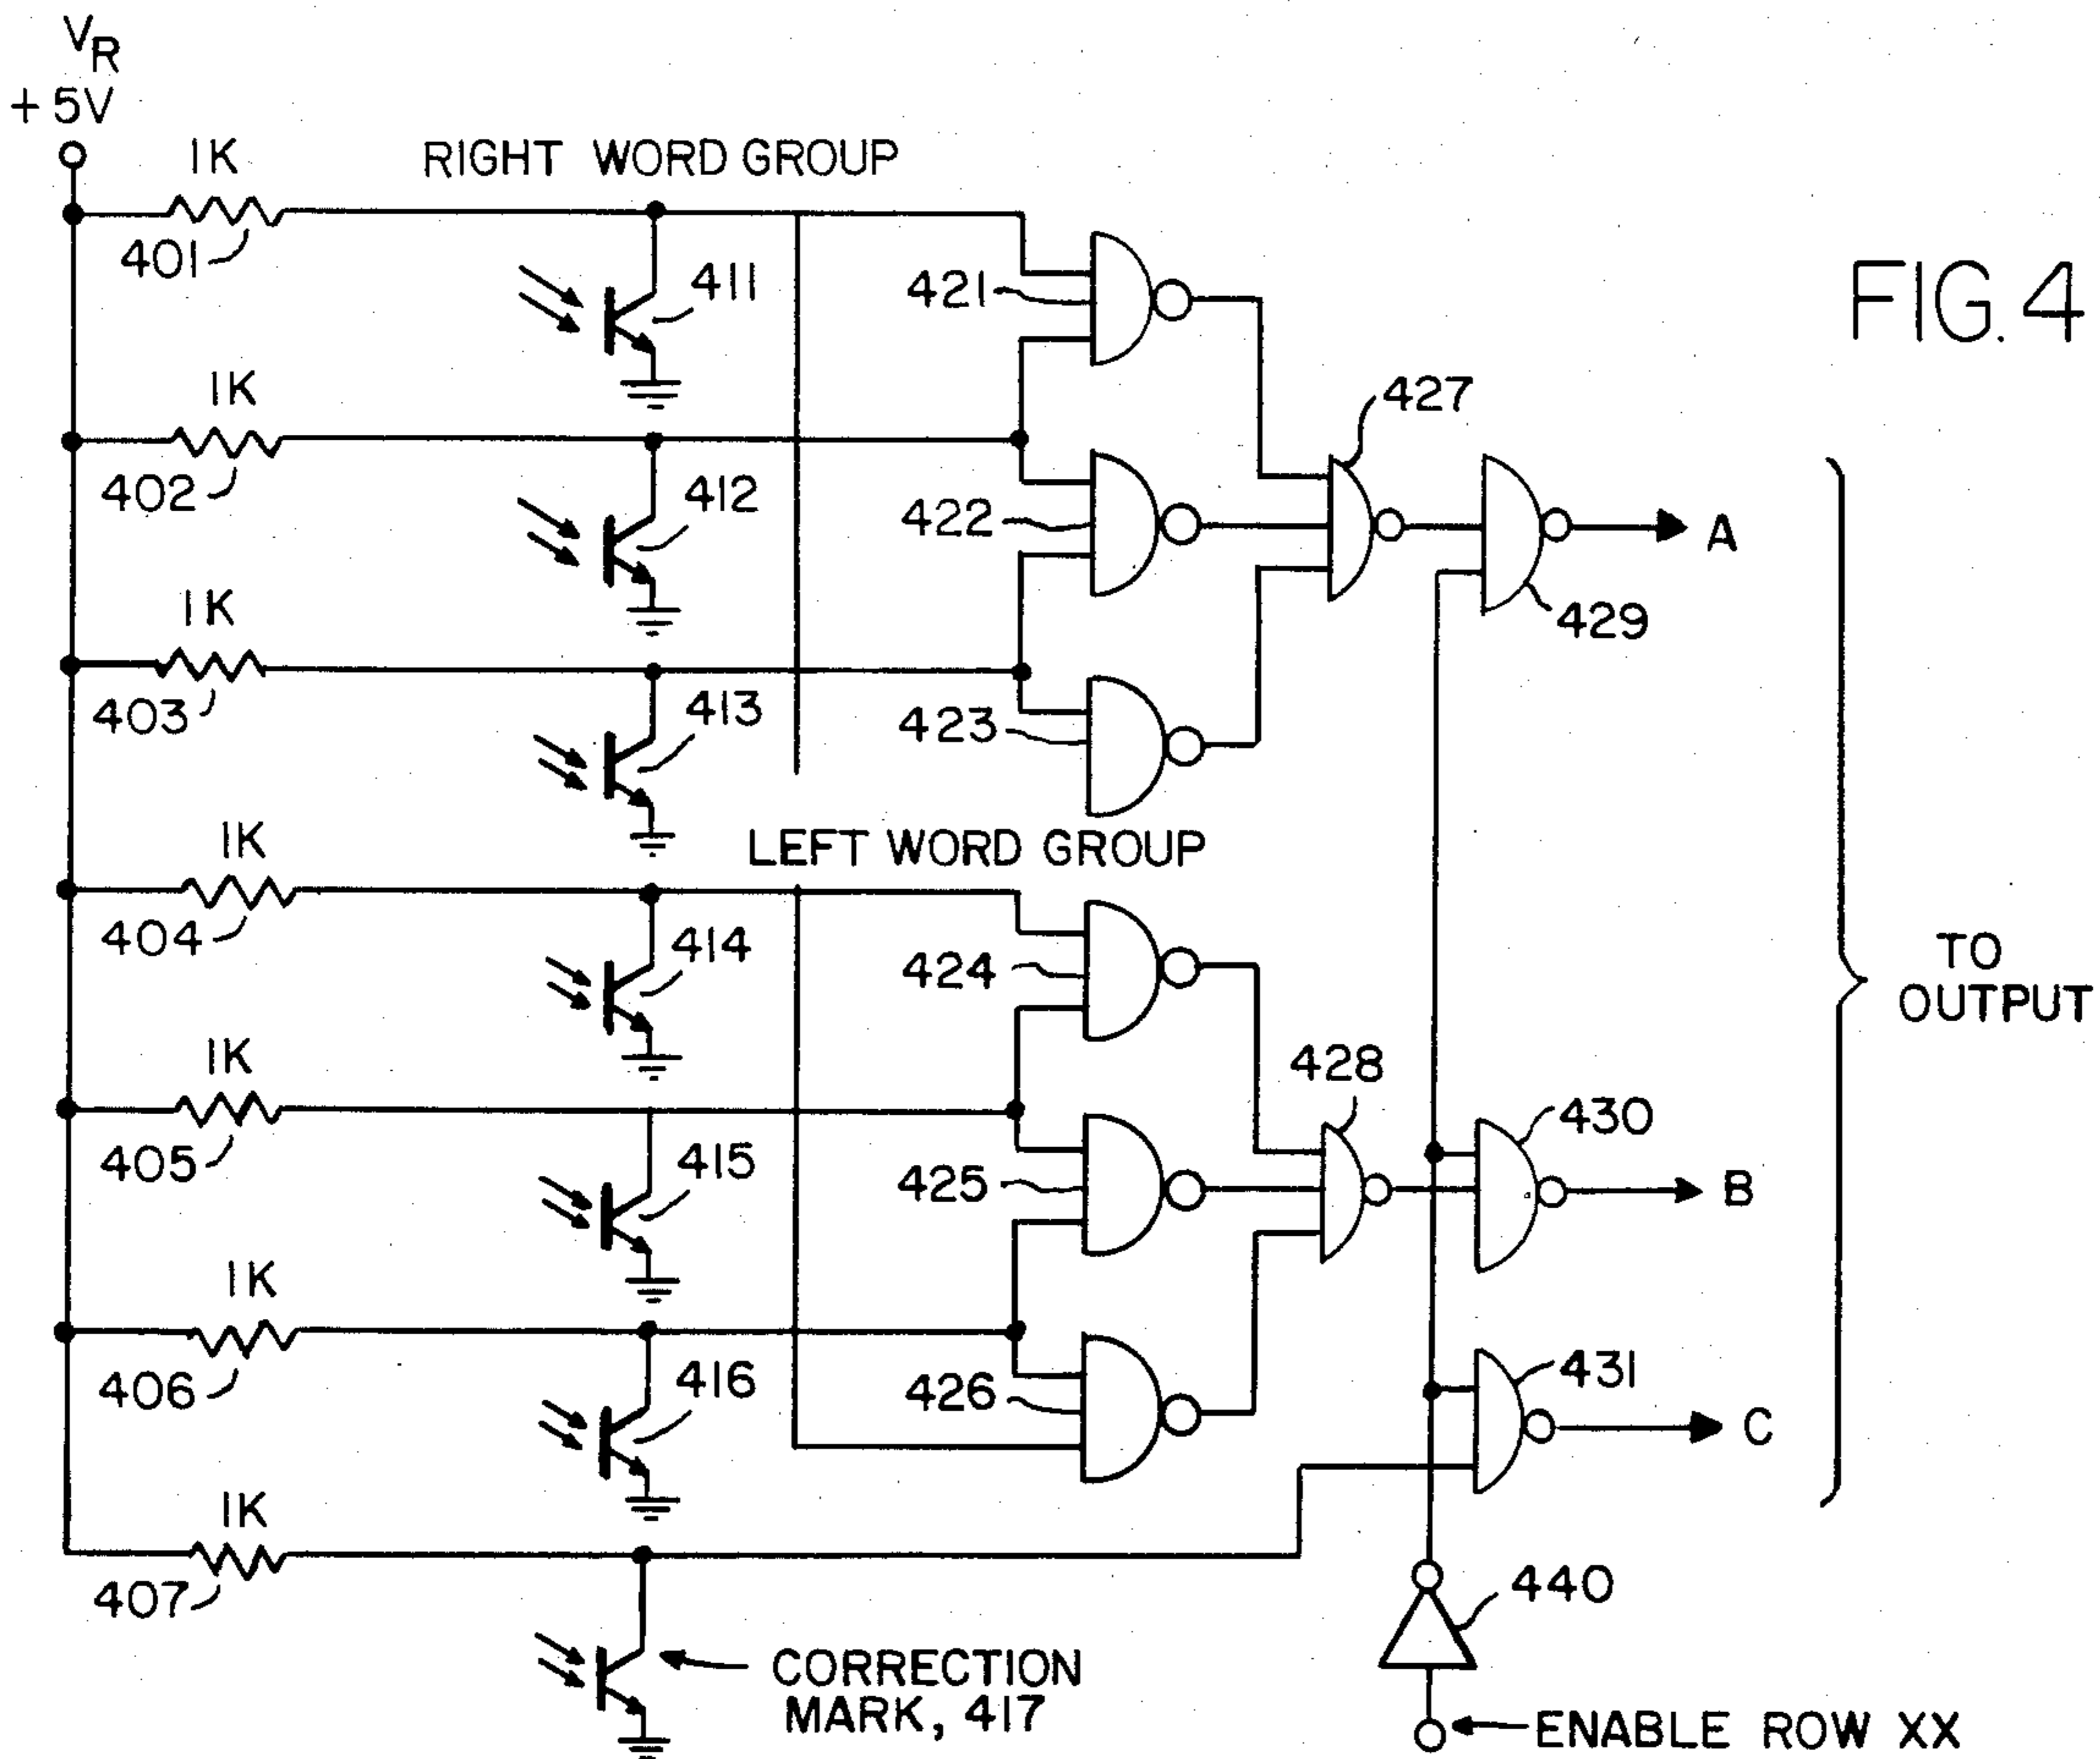 VR
+5V
1K
RIGHT WORD GROUP
401
411
421
FIG. 4
1K
427
402
412
422
A
429
1K
403
413
423
LEFT WORD GROUP
1K
404
414
424
TO
OUTPUT
1K
428
430
405
415
425
B
1K
431
406
416
426
C
1K
407
440
CORRECTION
MARK, 417
ENABLE ROW XX